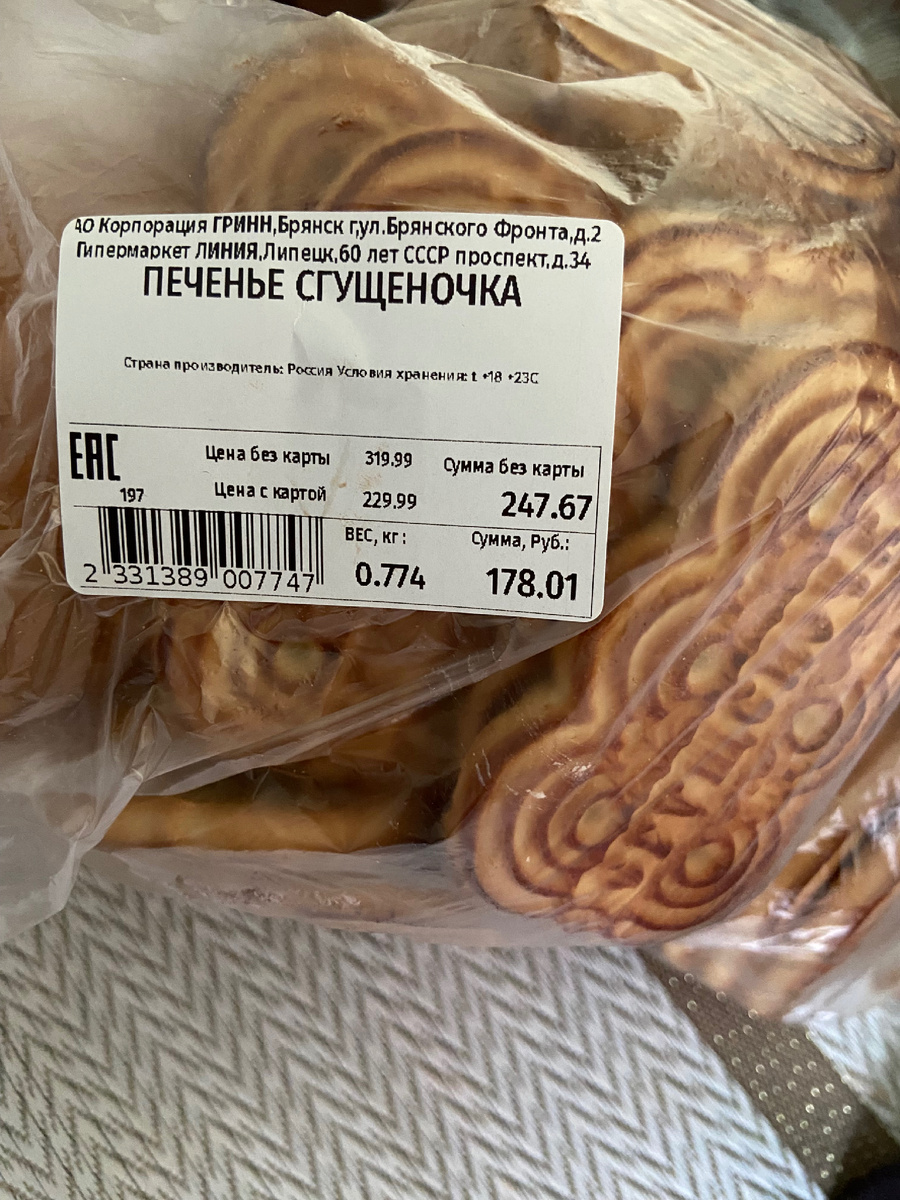 АО Корпорация ГРИНН,Брянск г,ул.Брянского Фронта,д.2
Гипермаркет ЛИНИЯ,Липецк,60 лет СССР проспект,д.34
ПЕЧЕНЬЕ СГУЩЕНОЧКА
Страна производитель: Россия Условия хранения: t +18 +23С
EAC
Цена без карты 319.99 Сумма без карты
197 Цена с картой 229.99 247.67
ВЕС, кг: Сумма, Руб.:
0.774 178.01
2 331389 007747